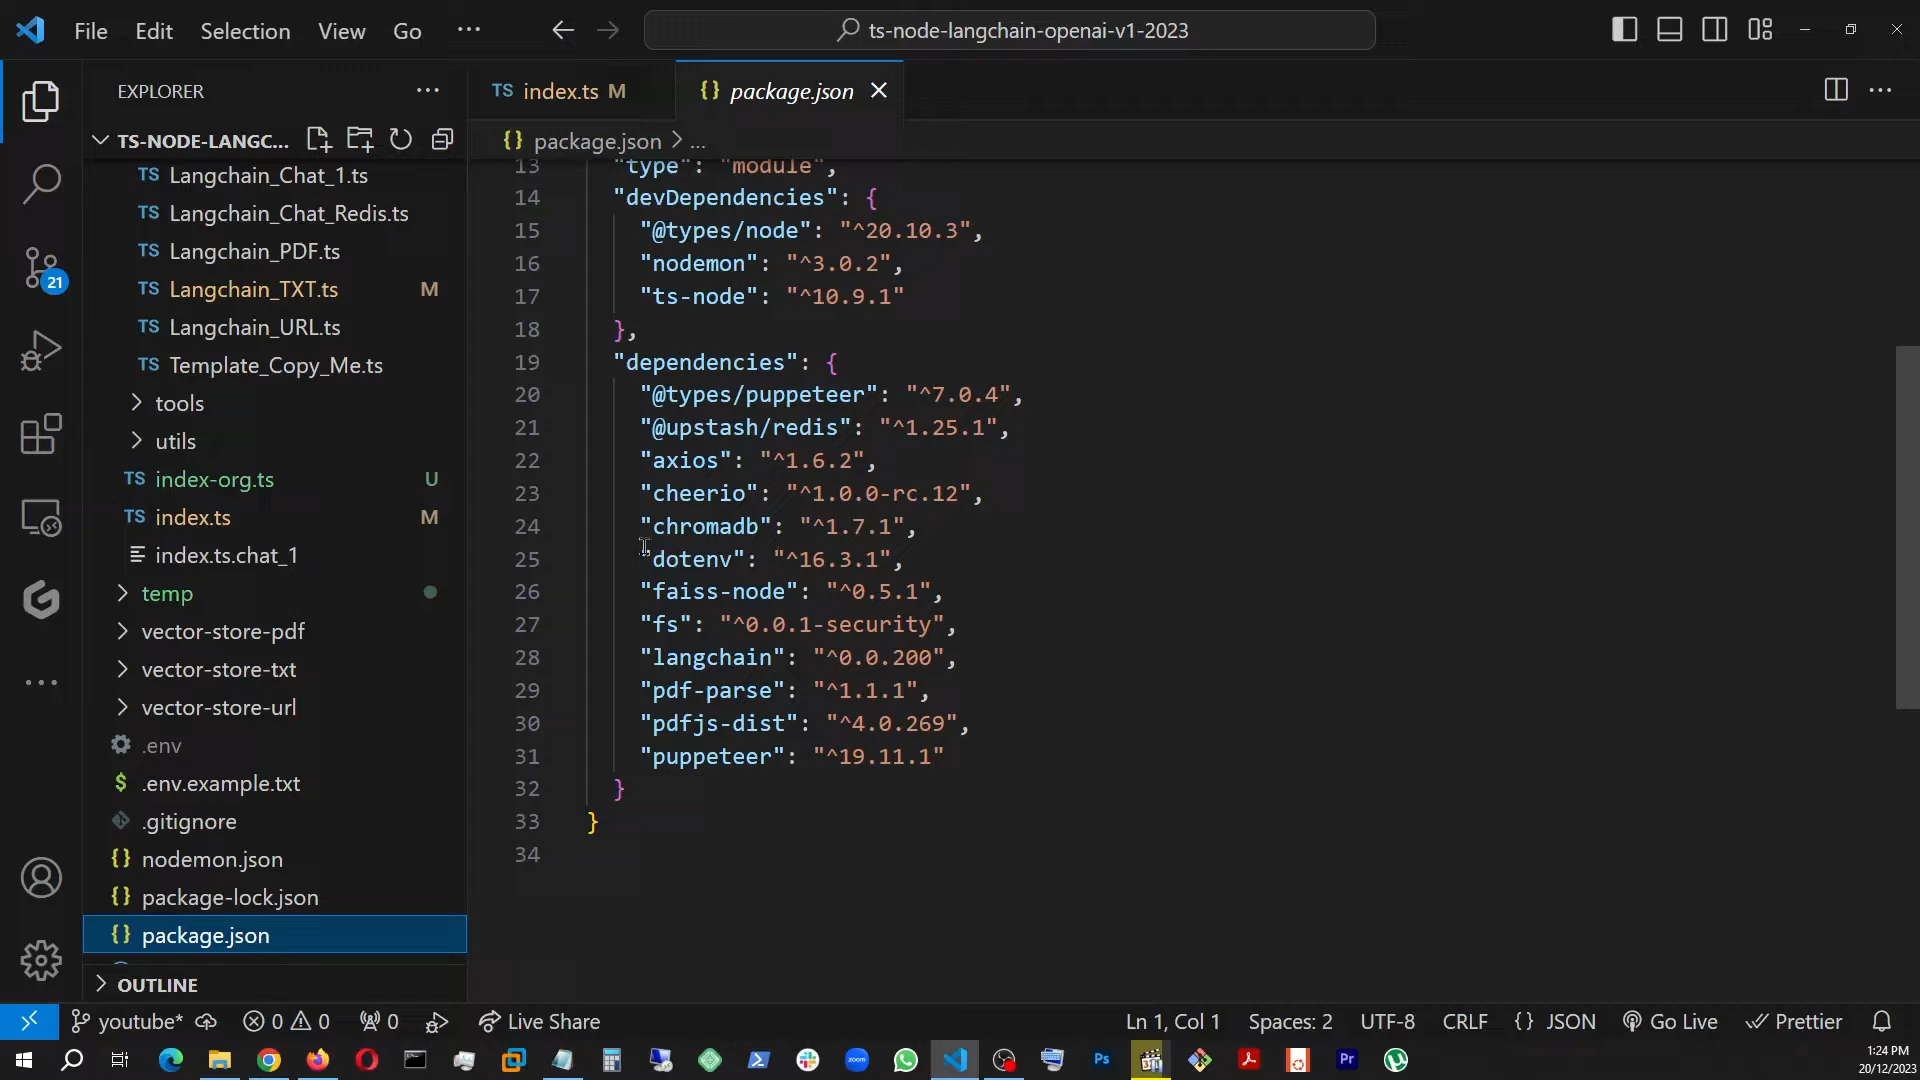 File Edit Selection View Go ···
ts-node-langchain-openai-v1-2023
EXPLORER
TS index.ts M
{} package.json
TS-NODE-LANGC...
{} package.json > ...
TS Langchain_Chat_1.ts
TS Langchain_Chat_Redis.ts
TS Langchain_PDF.ts
TS Langchain_TXT.ts M
TS Langchain_URL.ts
TS Template_Copy_Me.ts
tools
utils
TS index-org.ts U
TS index.ts M
index.ts.chat_1
temp
vector-store-pdf
vector-store-txt
vector-store-url
.env
$ .env.example.txt
.gitignore
{} nodemon.json
{} package-lock.json
{} package.json
OUTLINE
21
13 "type": "module",
14 "devDependencies": {
15 "@types/node": "^20.10.3",
16 "nodemon": "^3.0.2",
17 "ts-node": "^10.9.1"
18 },
19 "dependencies": {
20 "@types/puppeteer": "^7.0.4",
21 "@upstash/redis": "^1.25.1",
22 "axios": "^1.6.2",
23 "cheerio": "^1.0.0-rc.12",
24 "chromadb": "^1.7.1",
25 "dotenv": "^16.3.1",
26 "faiss-node": "^0.5.1",
27 "fs": "^0.0.1-security",
28 "langchain": "^0.0.200",
29 "pdf-parse": "^1.1.1",
30 "pdfjs-dist": "^4.0.269",
31 "puppeteer": "^19.11.1"
32 }
33 }
34
youtube* 0 0 0 Live Share Ln 1, Col 1 Spaces: 2 UTF-8 CRLF {} JSON Go Live Prettier
zoom Ps Pr
1:24 PM
20/12/2023